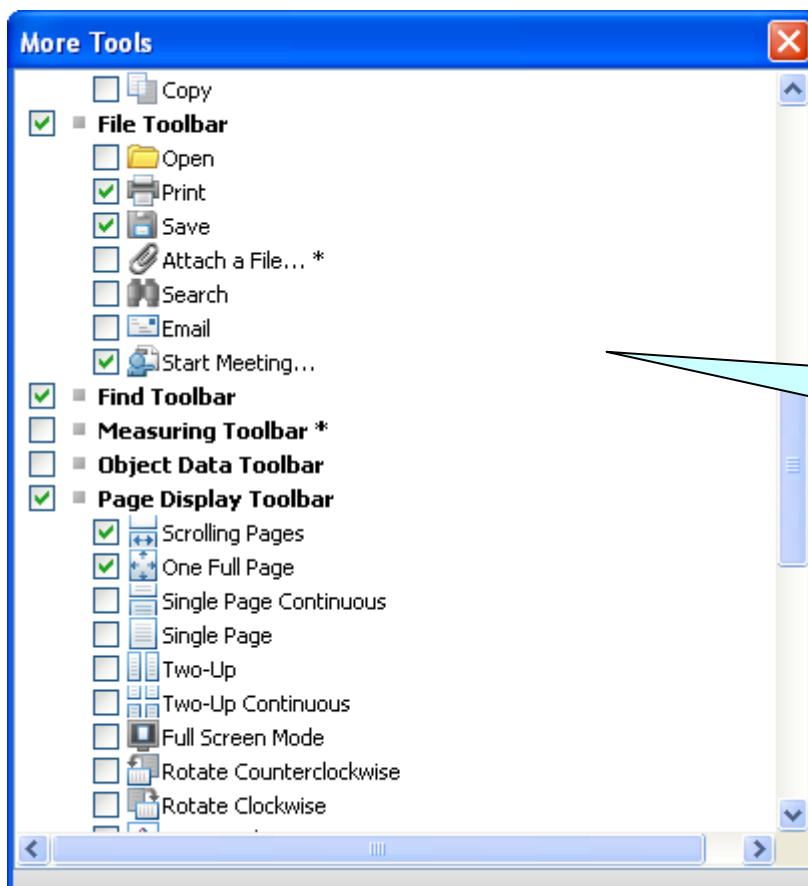 More Tools
Copy
File Toolbar
Open
Print
Save
Attach a File... *
Search
Email
Start Meeting...
Find Toolbar
Measuring Toolbar *
Object Data Toolbar
Page Display Toolbar
Scrolling Pages
One Full Page
Single Page Continuous
Single Page
Two-Up
Two-Up Continuous
Full Screen Mode
Rotate Counterclockwise
Rotate Clockwise